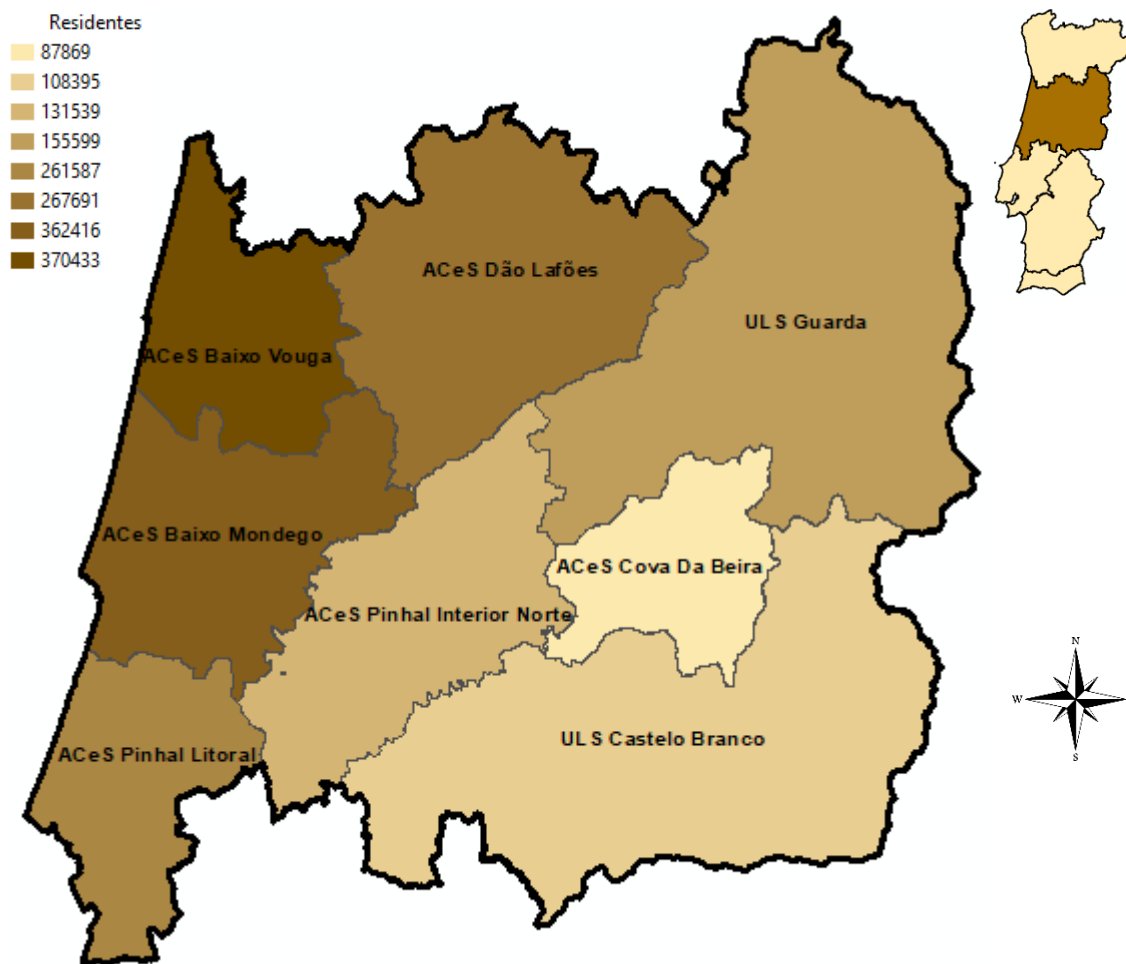 Residentes
87869
108395
131539
155599
261587
267691
362416
370433
ACeS Dão Lafões
ULS Guarda
ACeS Baixo Vouga
ACeS Baixo Mondego
ACeS Cova Da Beira
ACeS Pinhal Interior Norte
ULS Castelo Branco
ACeS Pinhal Litoral
N
W
S